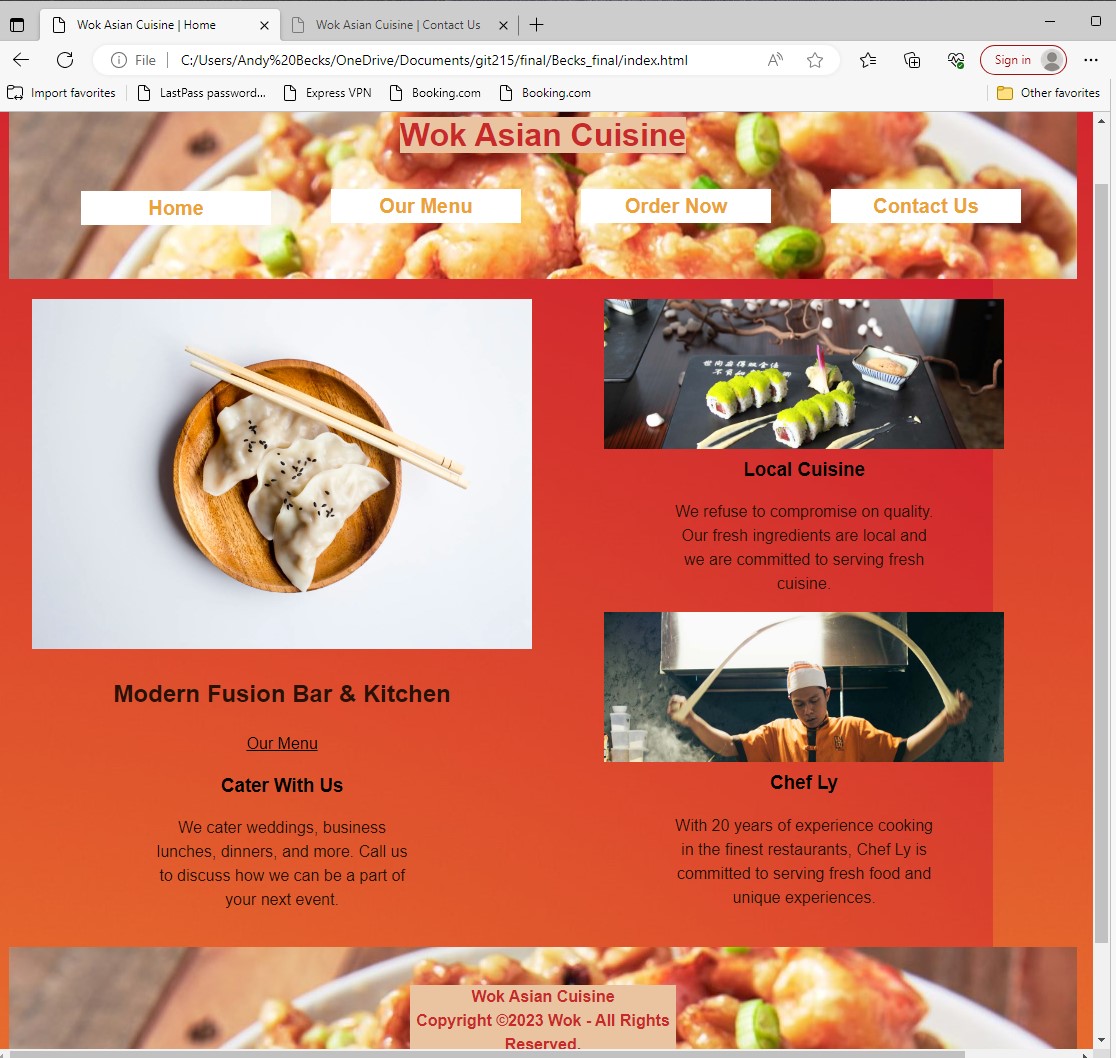 Wok Asian Cuisine | Home
Wok Asian Cuisine | Contact Us
File
C:/Users/Andy%20Becks/OneDrive/Documents/git215/final/Becks_final/index.html
Sign in
Import favorites
LastPass password...
Express VPN
Booking.com
Booking.com
Other favorites
Wok Asian Cuisine
Home
Our Menu
Order Now
Contact Us
Modern Fusion Bar & Kitchen
Our Menu
Cater With Us
We cater weddings, business
lunches, dinners, and more. Call us
to discuss how we can be a part of
your next event.
Local Cuisine
We refuse to compromise on quality.
Our fresh ingredients are local and
we are committed to serving fresh
cuisine.
Chef Ly
With 20 years of experience cooking
in the finest restaurants, Chef Ly is
committed to serving fresh food and
unique experiences.
Wok Asian Cuisine
Copyright ©2023 Wok - All Rights
Reserved.